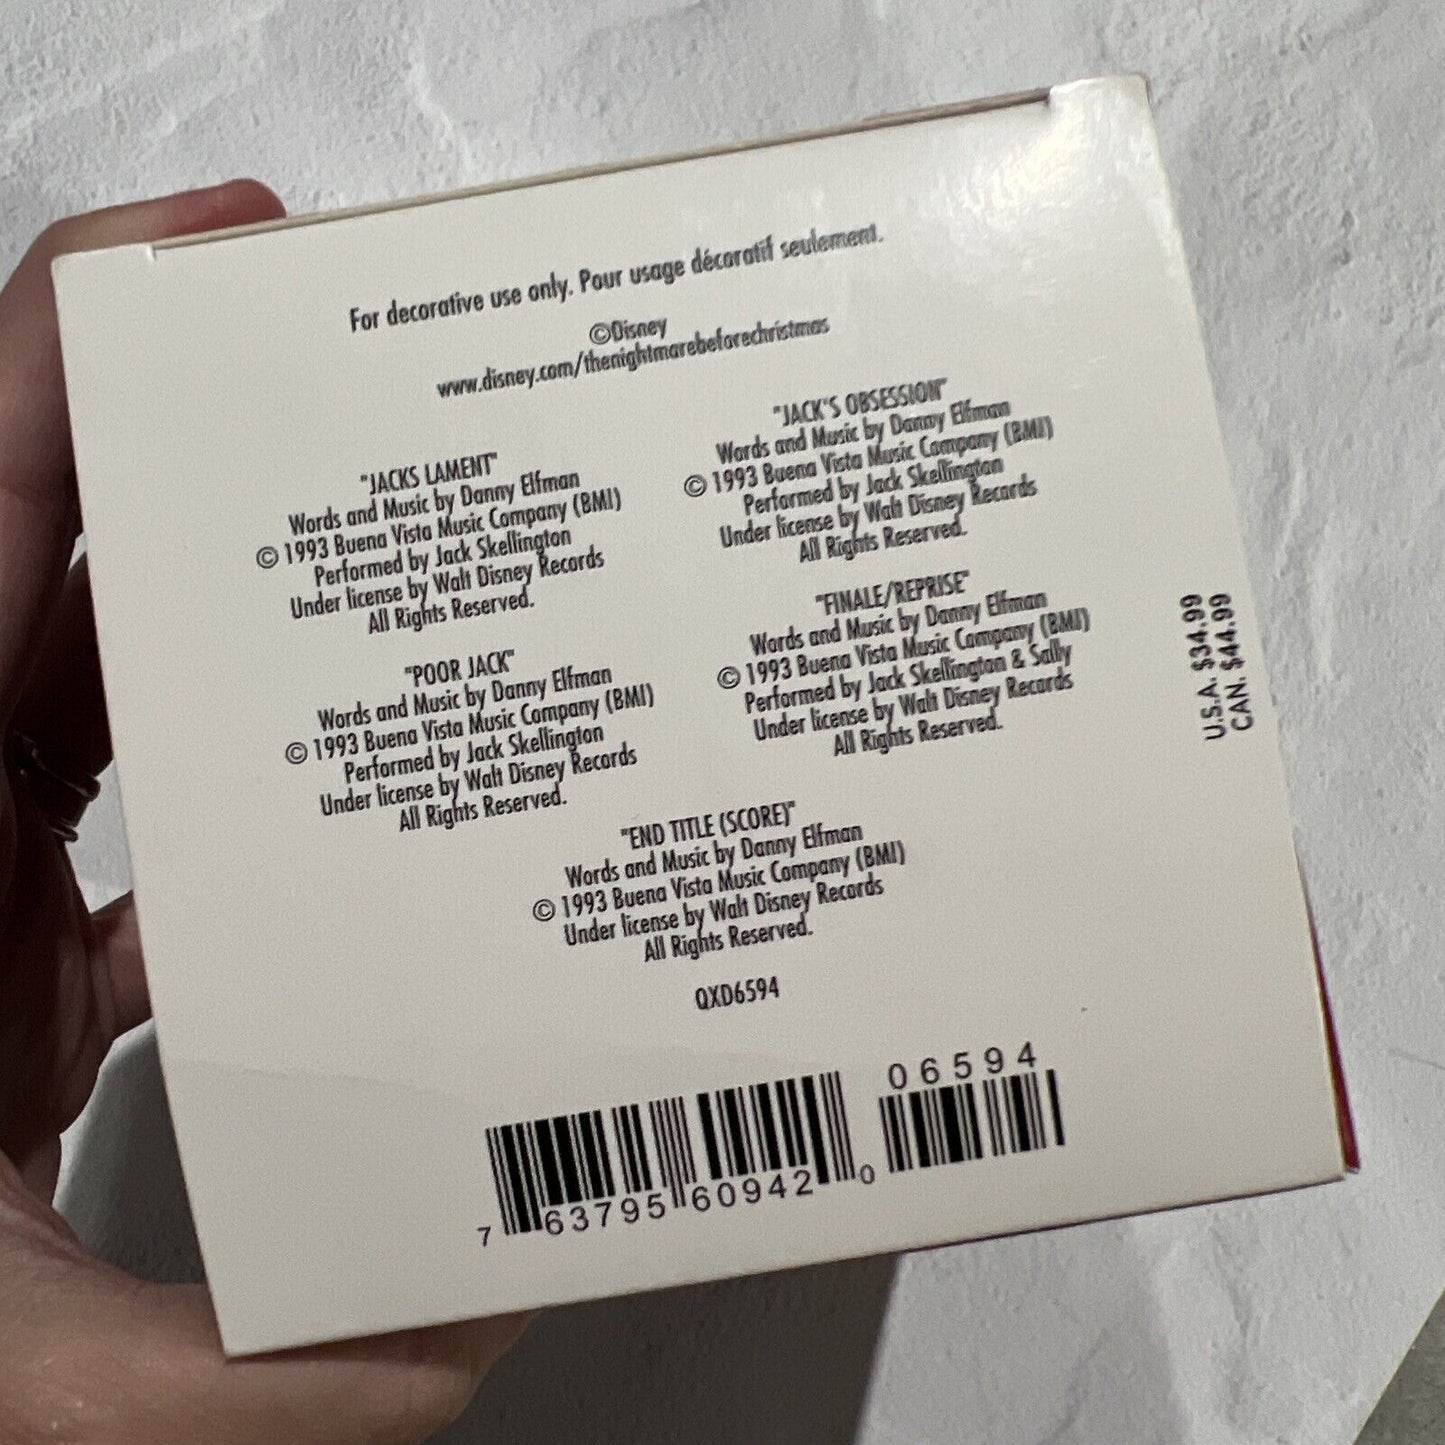 For decorative use only. Pour usage décoratif seulement.
©Disney
www.disney.com/thenightmarebeforechristmas
"JACKS LAMENT"
Words and Music by Danny Elfman
© 1993 Buena Vista Music Company (BMI)
Performed by Jack Skellington
Under license by Walt Disney Records
All Rights Reserved.
"POOR JACK"
Words and Music by Danny Elfman
© 1993 Buena Vista Music Company (BMI)
Performed by Jack Skellington
Under license by Walt Disney Records
All Rights Reserved.
"JACK'S OBSESSION"
Words and Music by Danny Elfman
© 1993 Buena Vista Music Company (BMI)
Performed by Jack Skellington
Under license by Walt Disney Records
All Rights Reserved.
"FINALE/REPRISE"
Words and Music by Danny Elfman
© 1993 Buena Vista Music Company (BMI)
Performed by Jack Skellington & Sally
Under license by Walt Disney Records
All Rights Reserved.
"END TITLE (SCORE)"
Words and Music by Danny Elfman
© 1993 Buena Vista Music Company (BMI)
Under license by Walt Disney Records
All Rights Reserved.
QXD6594
U.S.A. $34.99
CAN. $44.99
06594
7 63795 60942 0